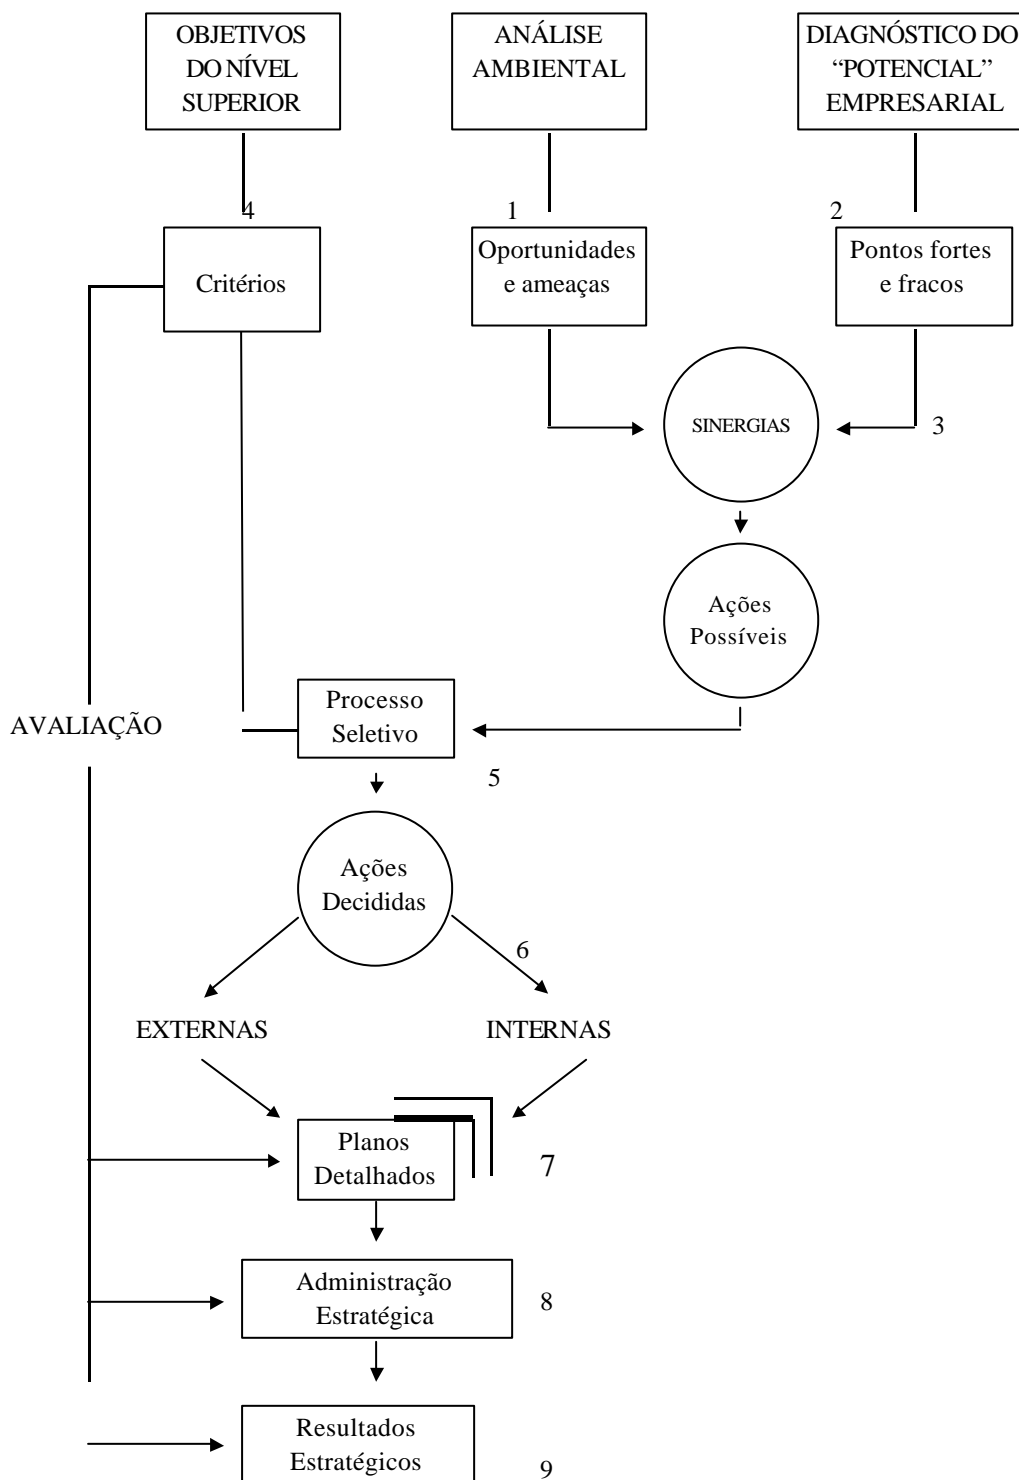 OBJETIVOS
DO NÍVEL
SUPERIOR
ANÁLISE
AMBIENTAL
DIAGNÓSTICO DO
“POTENCIAL”
EMPRESARIAL
4
1
2
Critérios
Oportunidades
e ameaças
Pontos fortes
e fracos
SINERGIAS
3
Ações
Possíveis
AVALIAÇÃO
Processo
Seletivo
5
Ações
Decididas
6
EXTERNAS
INTERNAS
Planos
Detalhados
7
Administração
Estratégica
8
Resultados
Estratégicos
9